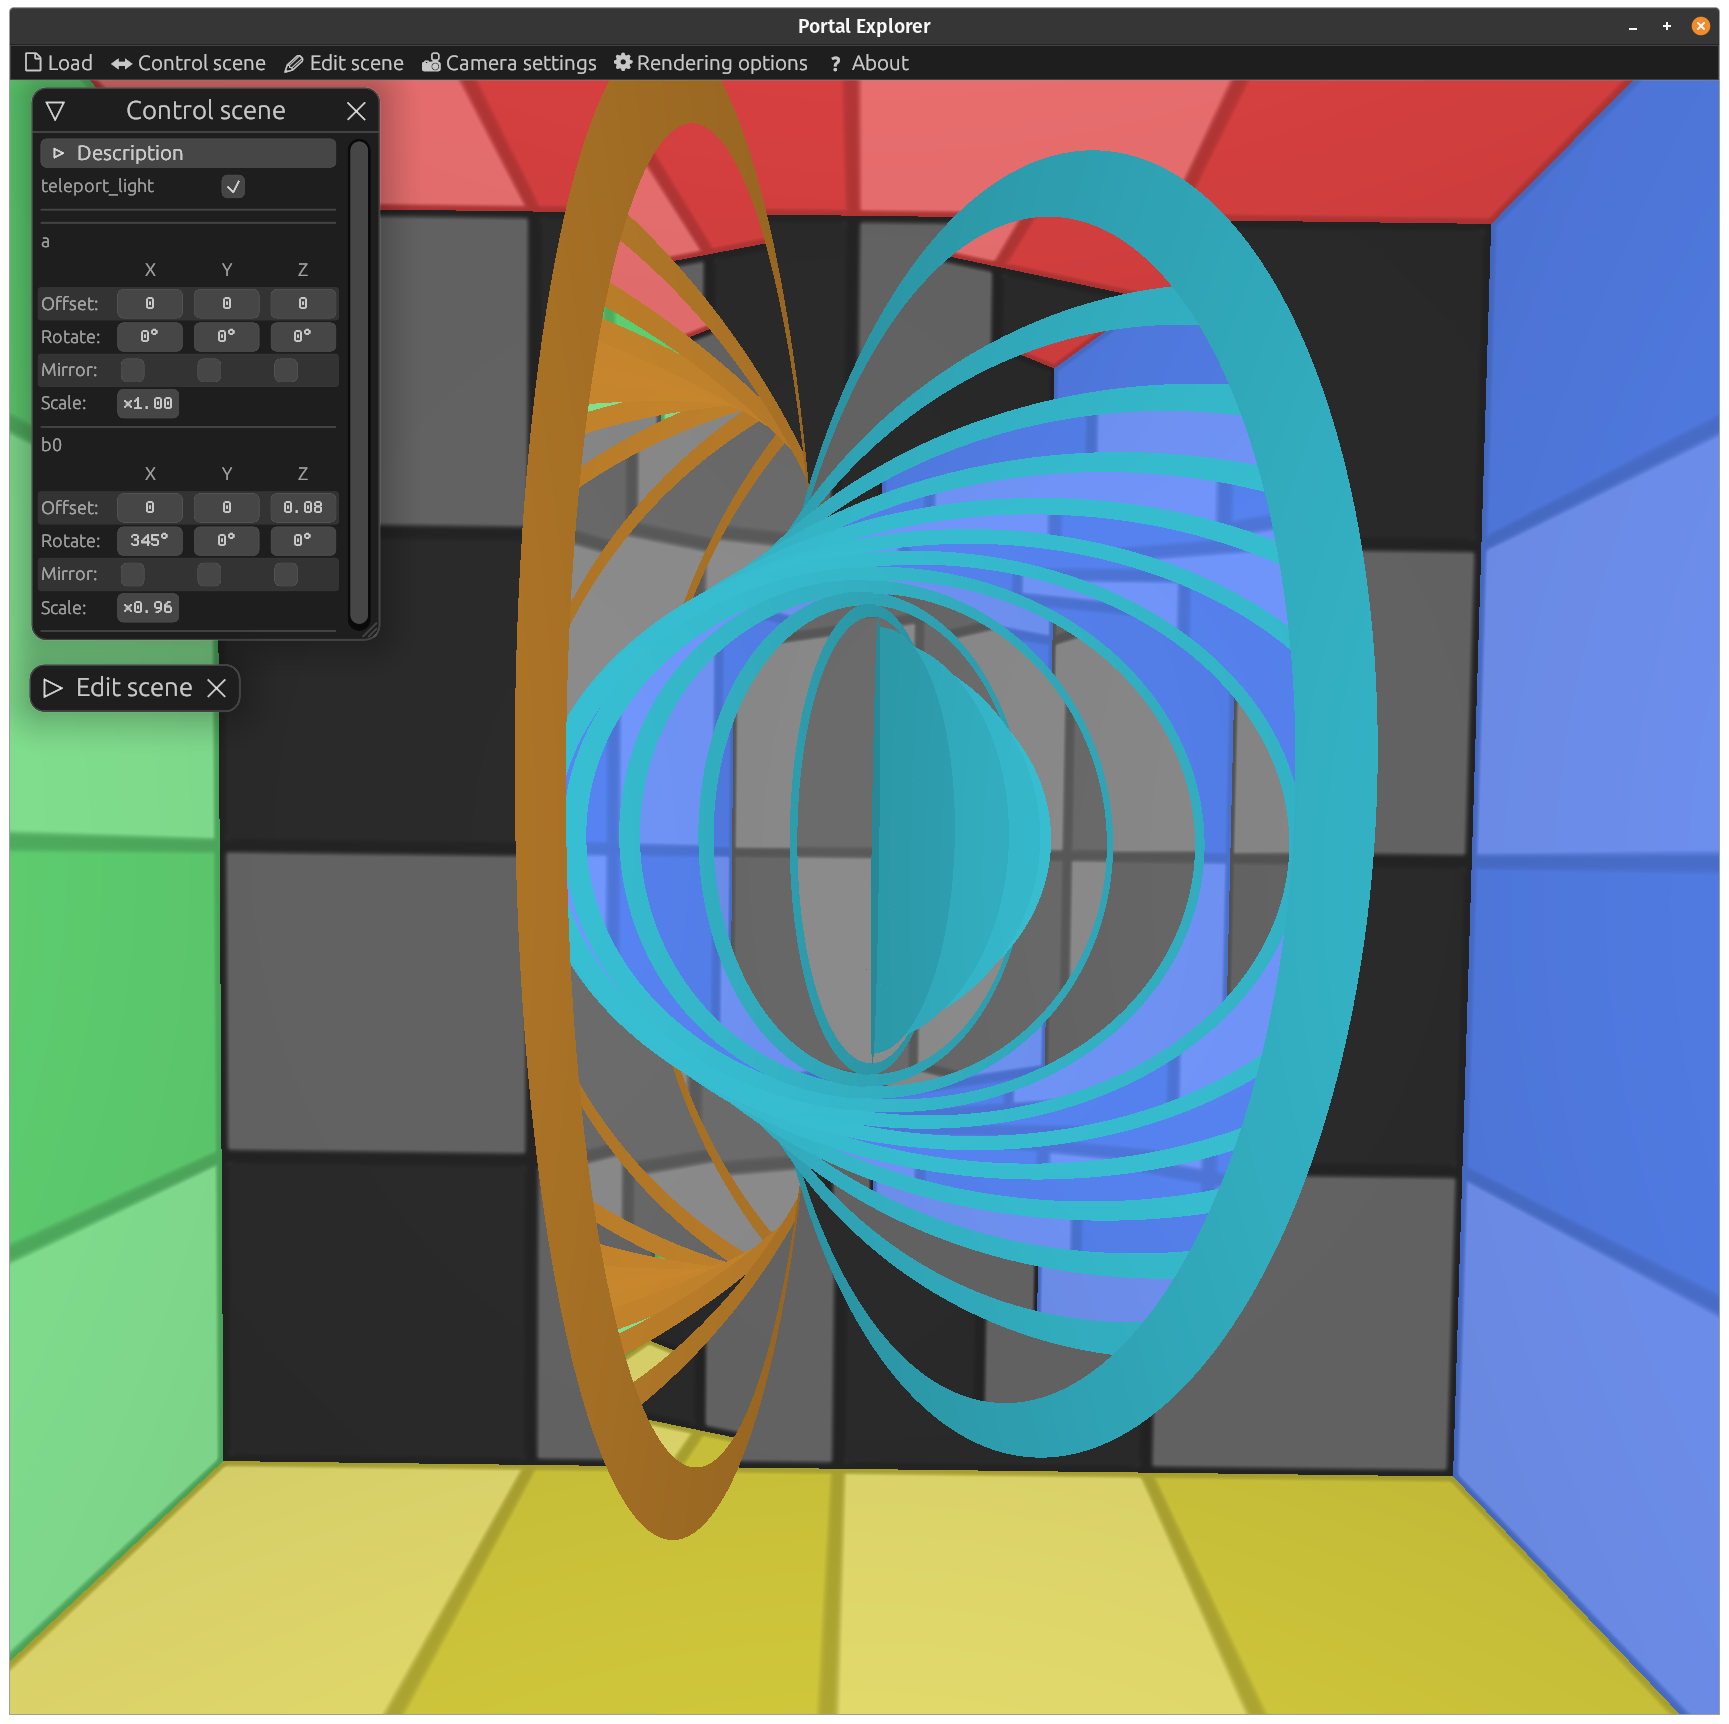 Portal Explorer
Load Control scene Edit scene Camera settings Rendering options ? About
Control scene
Description
teleport_light
a
X Y Z
Offset: 0 0 0
Rotate: 0° 0° 0°
Mirror:
Scale: ×1.00
b0
X Y Z
Offset: 0 0 0.08
Rotate: 345° 0° 0°
Mirror:
Scale: ×0.96
Edit scene